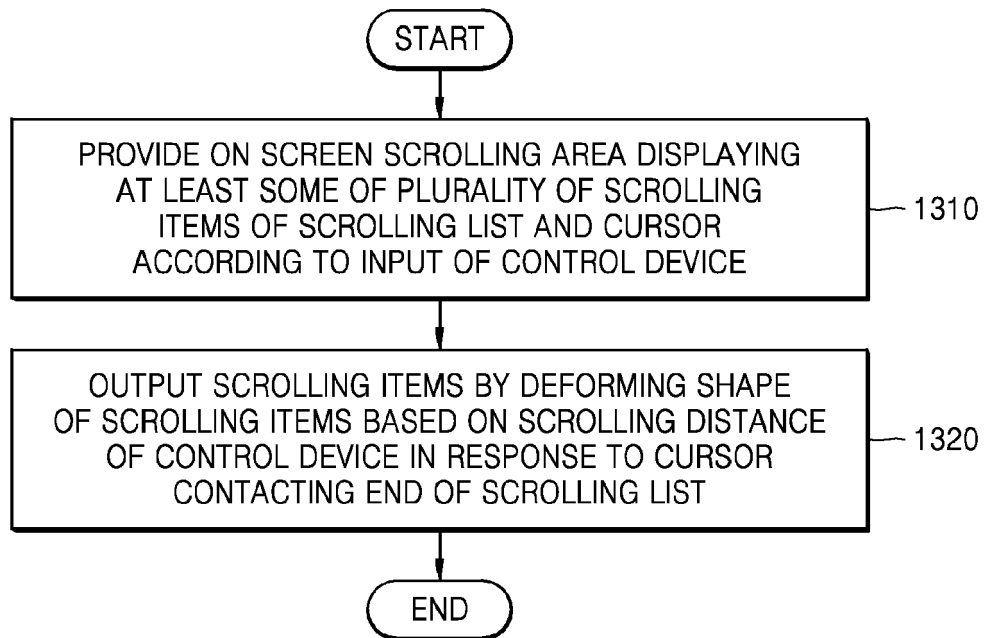 START
PROVIDE ON SCREEN SCROLLING AREA DISPLAYING
AT LEAST SOME OF PLURALITY OF SCROLLING
ITEMS OF SCROLLING LIST AND CURSOR
ACCORDING TO INPUT OF CONTROL DEVICE
1310
OUTPUT SCROLLING ITEMS BY DEFORMING SHAPE
OF SCROLLING ITEMS BASED ON SCROLLING DISTANCE
OF CONTROL DEVICE IN RESPONSE TO CURSOR
CONTACTING END OF SCROLLING LIST
1320
END